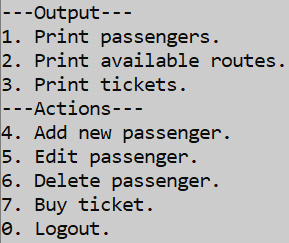 ---Output---
1. Print passengers.
2. Print available routes.
3. Print tickets.
---Actions---
4. Add new passenger.
5. Edit passenger.
6. Delete passenger.
7. Buy ticket.
0. Logout.